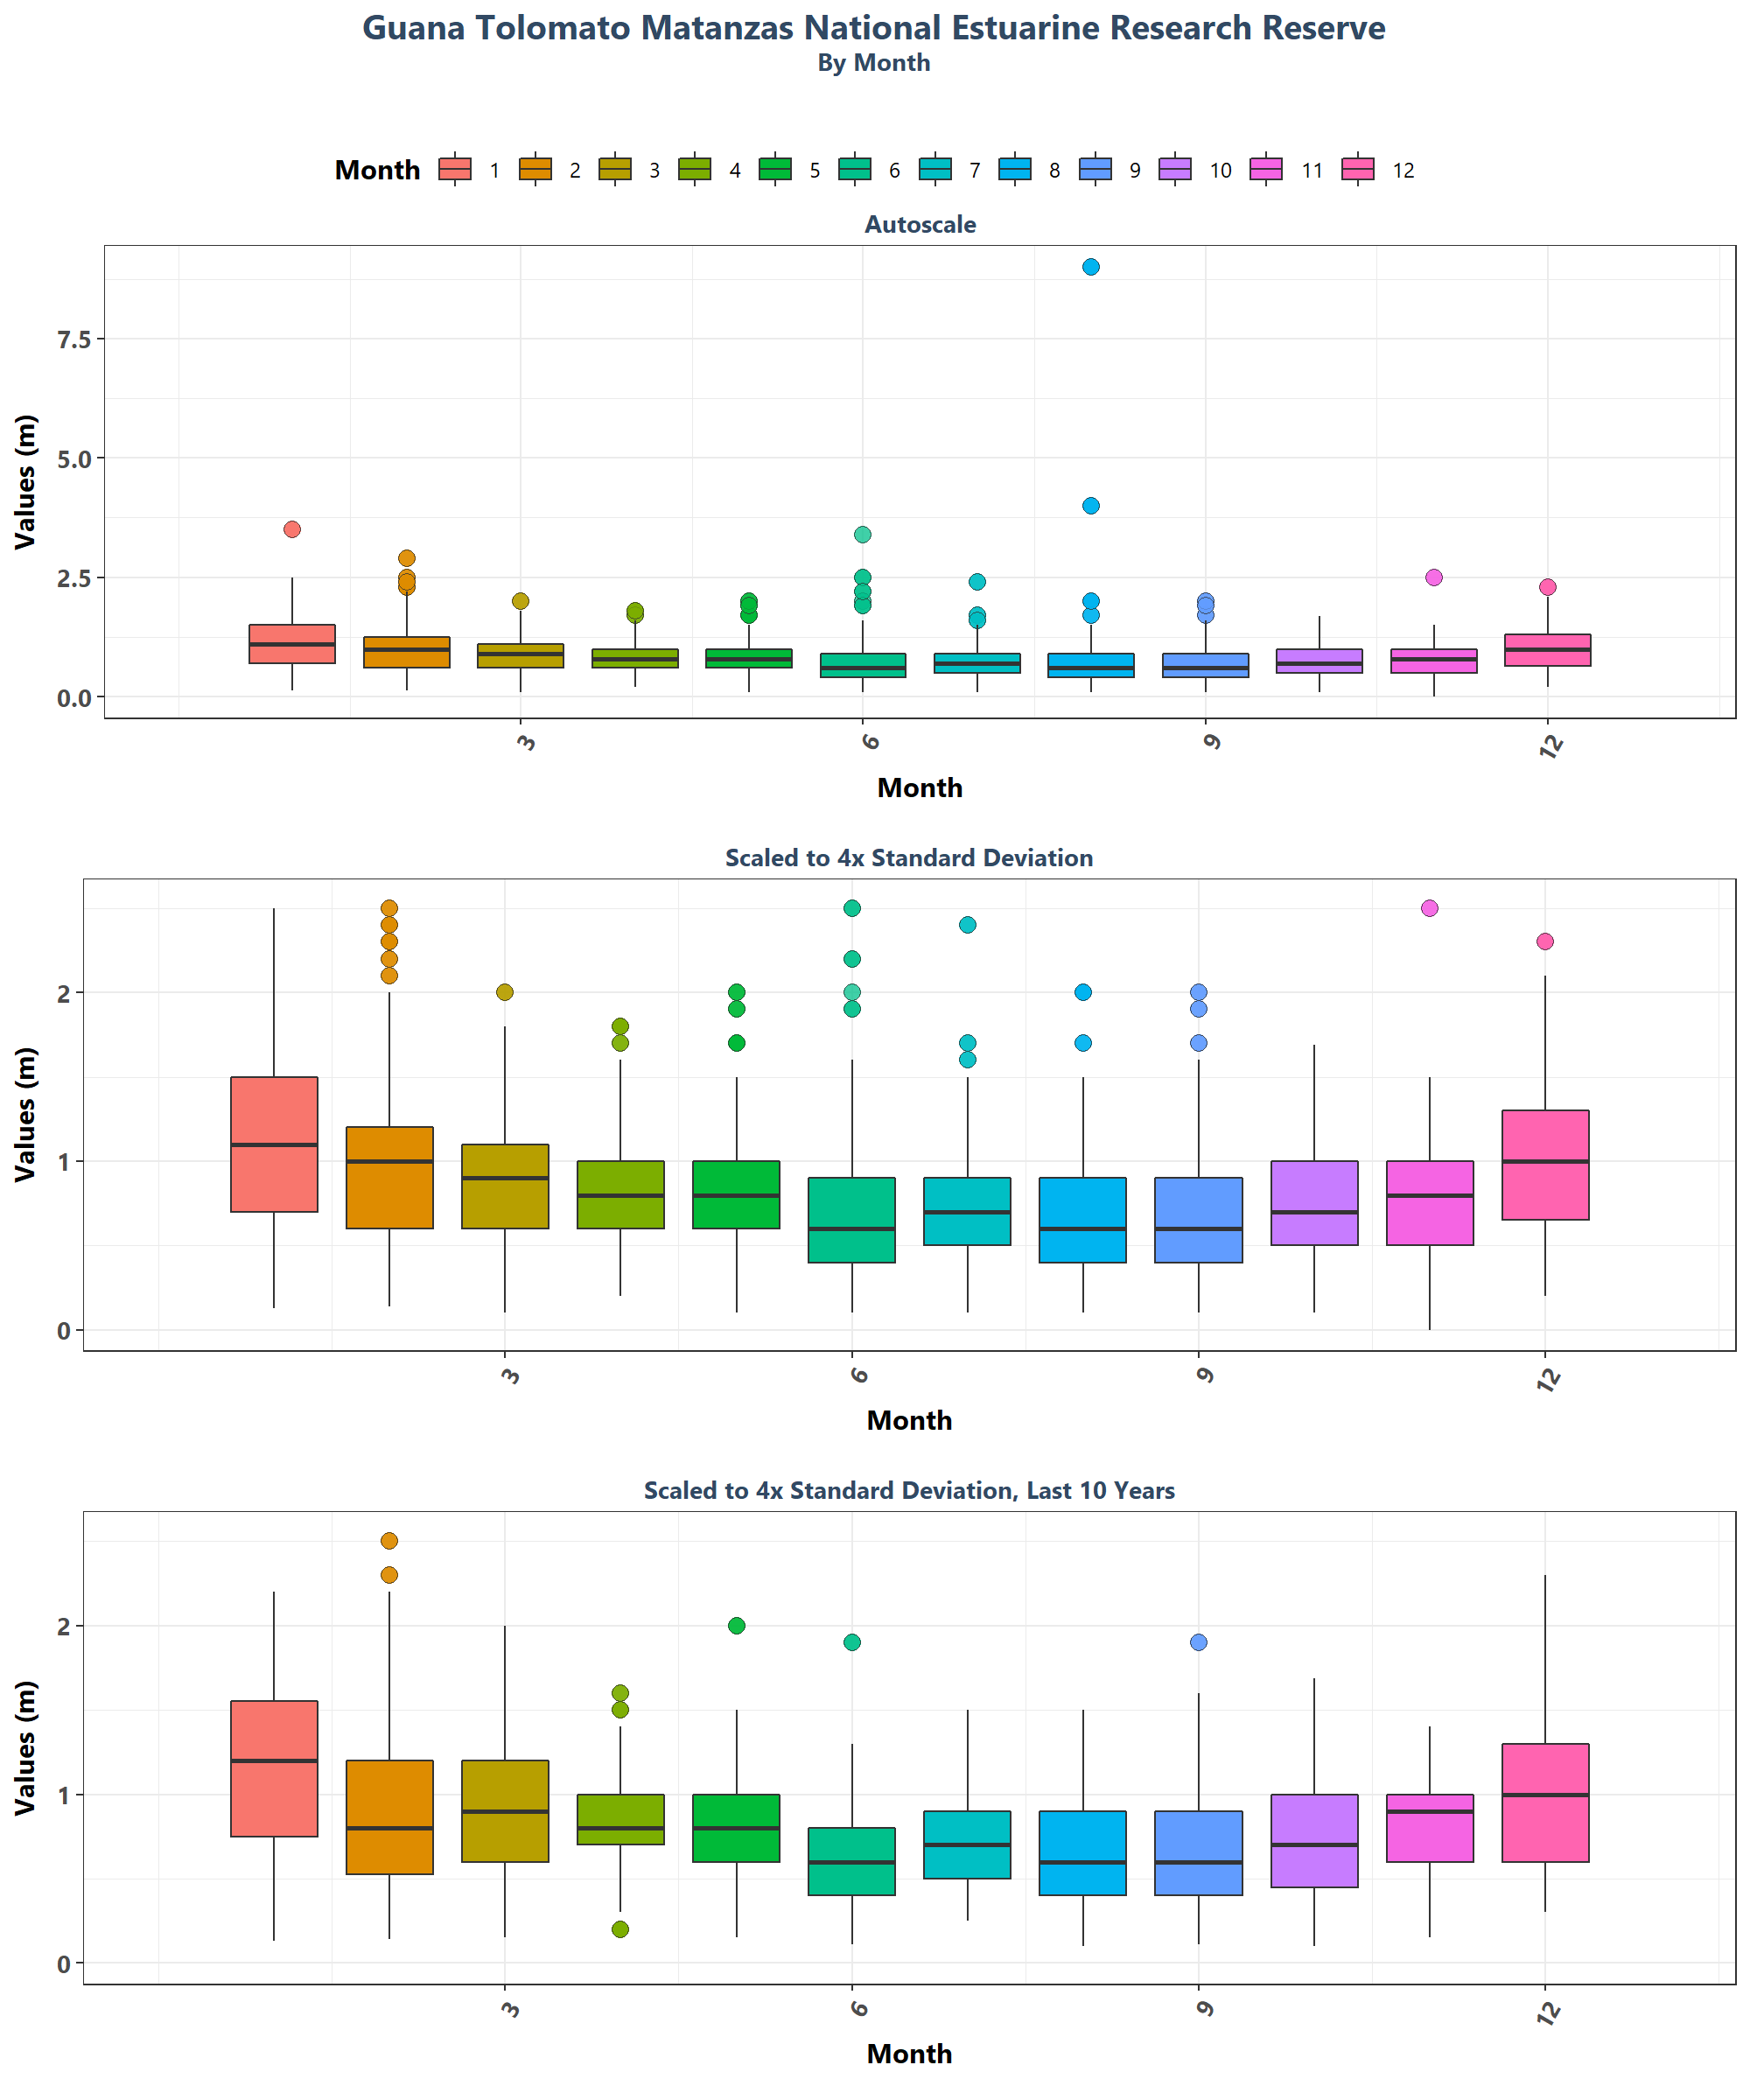 Guana Tolomato Matanzas National Estuarine Research Reserve
By Month
Month 1 2 3 4 5 6 7 8 9 10 11 12
Autoscale
Values (m)
7.5
5.0
2.5
0.0
3 6 9 12
Month
Scaled to 4x Standard Deviation
Values (m)
2
1
0
3 6 9 12
Month
Scaled to 4x Standard Deviation, Last 10 Years
Values (m)
2
1
0
3 6 9 12
Month